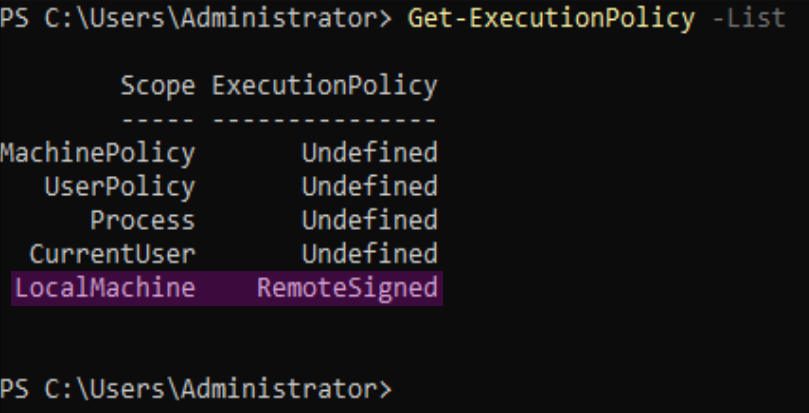 PS C:\Users\Administrator> Get-ExecutionPolicy -List
Scope ExecutionPolicy
----- ---------------
MachinePolicy Undefined
UserPolicy Undefined
Process Undefined
CurrentUser Undefined
LocalMachine RemoteSigned
PS C:\Users\Administrator>